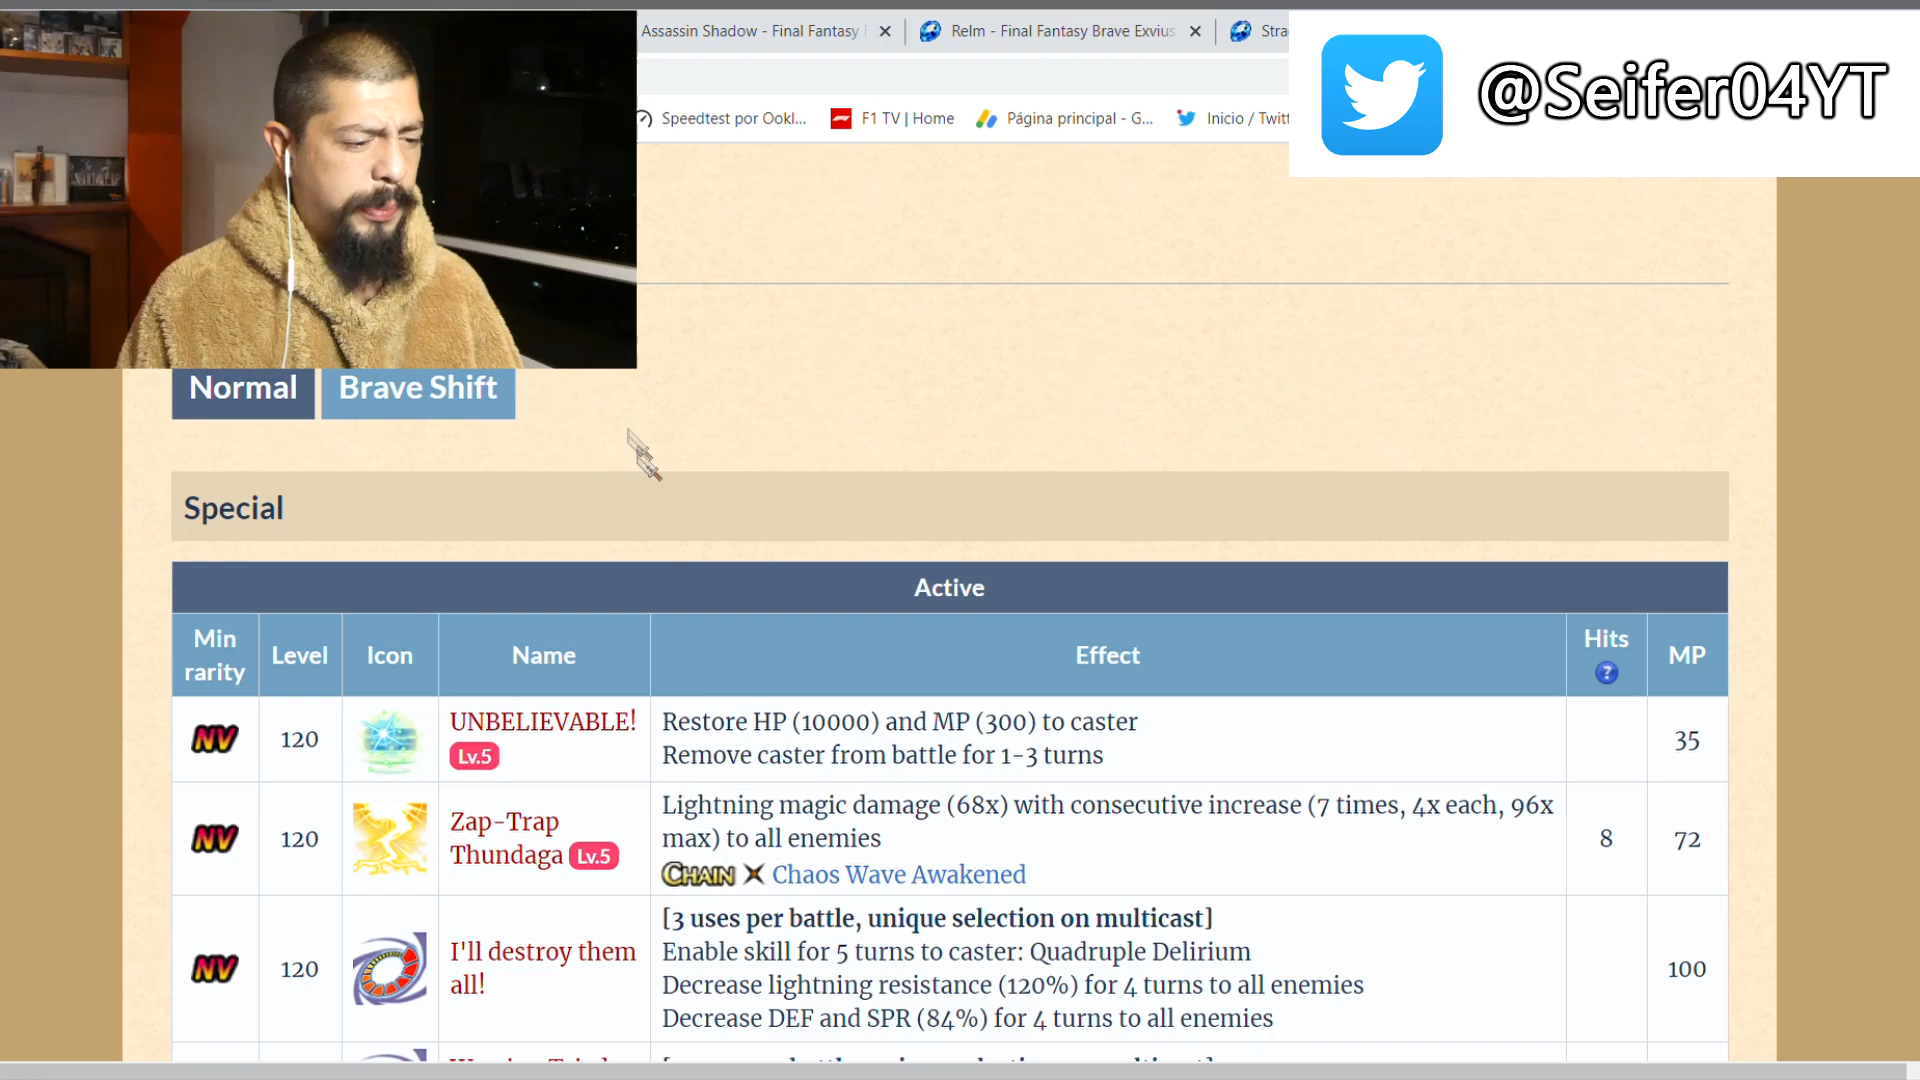 Assassin Shadow - Final Fantasy
Relm - Final Fantasy Brave Exvius
Stra
@Seifer04YT
Speedtest por Ookl...
F1 TV | Home
Página principal - G...
Inicio / Twitt
Normal
Brave Shift
Special
Active
Min rarity
Level
Icon
Name
Effect
Hits
?
MP
NV
120
UNBELIEVABLE!
Lv.5
Restore HP (10000) and MP (300) to caster
Remove caster from battle for 1-3 turns
35
NV
120
Zap-Trap
Thundaga Lv.5
Lightning magic damage (68x) with consecutive increase (7 times, 4x each, 96x
max) to all enemies
CHAIN Chaos Wave Awakened
8
72
NV
120
I'll destroy them
all!
[3 uses per battle, unique selection on multicast]
Enable skill for 5 turns to caster: Quadruple Delirium
Decrease lightning resistance (120%) for 4 turns to all enemies
Decrease DEF and SPR (84%) for 4 turns to all enemies
100